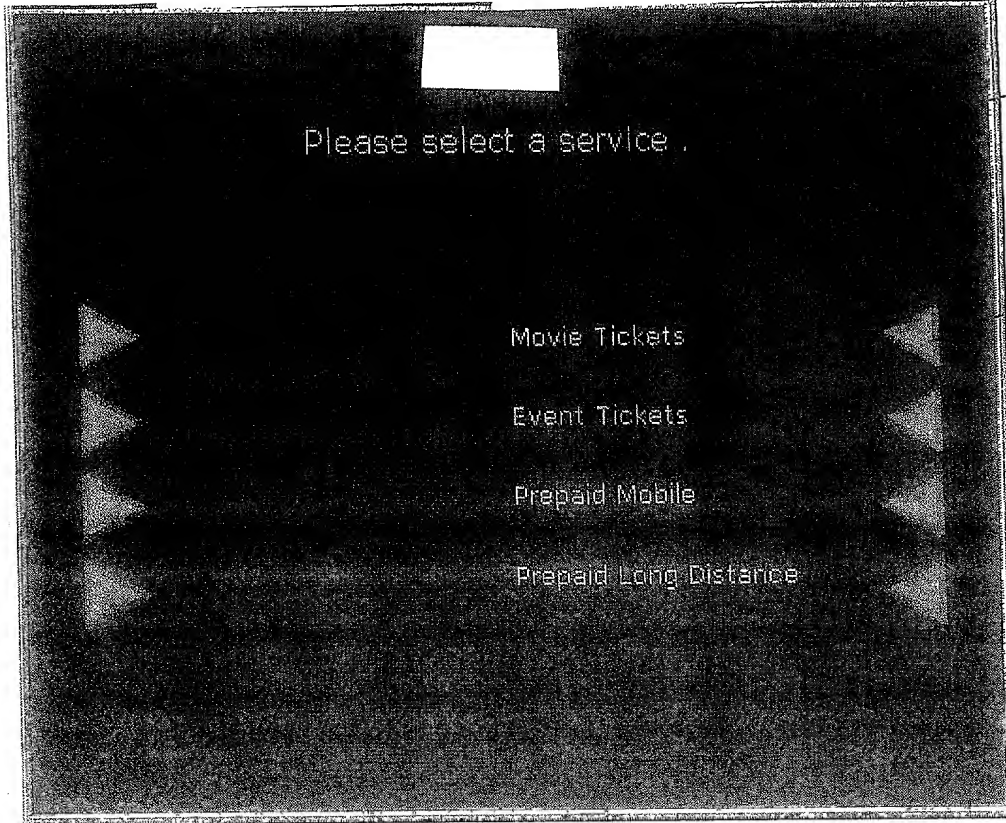 Please select a service .
Movie Tickets
Event Tickets
Prepaid Mobile
Prepaid Long Distance